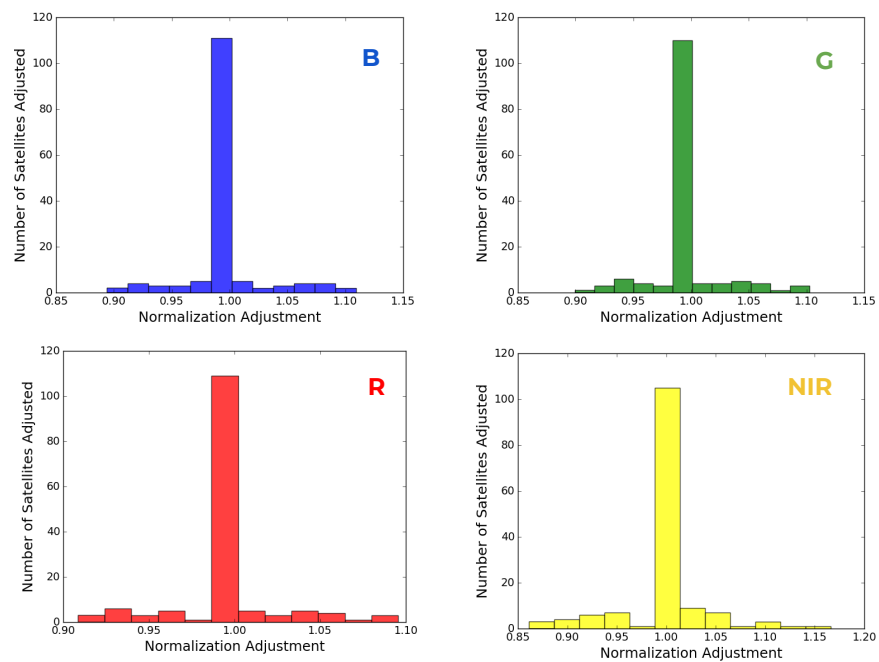 120
100
80
60
40
20
0
0.85 0.90 0.95 1.00 1.05 1.10 1.15
Number of Satellites Adjusted
Normalization Adjustment
B
120
100
80
60
40
20
0
0.85 0.90 0.95 1.00 1.05 1.10 1.15
Number of Satellites Adjusted
Normalization Adjustment
G
120
100
80
60
40
20
0
0.90 0.95 1.00 1.05 1.10
Number of Satellites Adjusted
Normalization Adjustment
R
120
100
80
60
40
20
0
0.85 0.90 0.95 1.00 1.05 1.10 1.15 1.20
Number of Satellites Adjusted
Normalization Adjustment
NIR